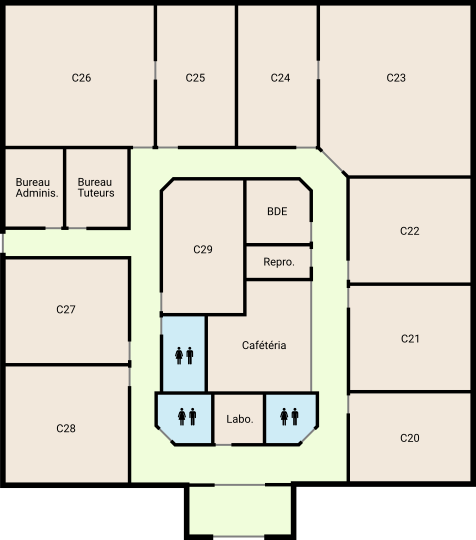 C26
C25
C24
C23
Bureau
Adminis.
Bureau
Tuteurs
C29
BDE
Repro.
C22
C27
Cafétéria
C21
C28
Labo.
C20